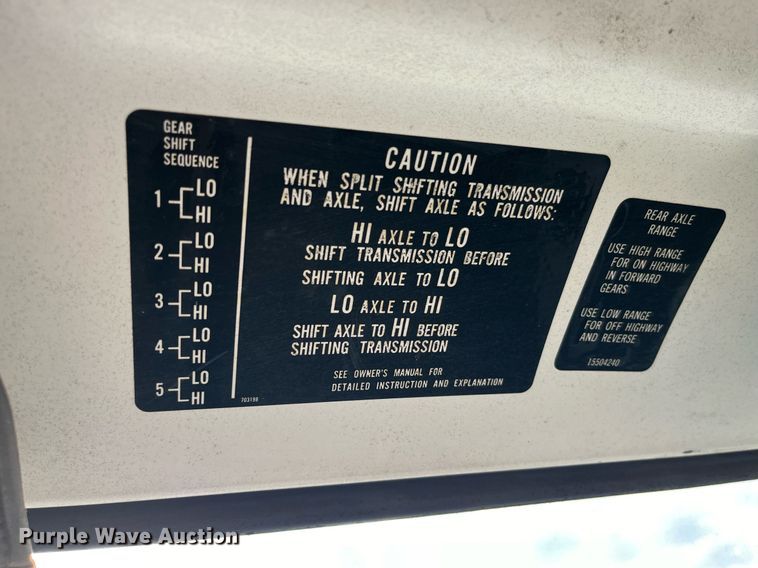 GEAR
SHIFT
SEQUENCE
1 LO
HI
2 LO
HI
3 LO
HI
4 LO
HI
5 LO
HI
703198
CAUTION
WHEN SPLIT SHIFTING TRANSMISSION
AND AXLE, SHIFT AXLE AS FOLLOWS:
HI AXLE TO LO
SHIFT TRANSMISSION BEFORE
SHIFTING AXLE TO LO
LO AXLE TO HI
SHIFT AXLE TO HI BEFORE
SHIFTING TRANSMISSION
SEE OWNER'S MANUAL FOR
DETAILED INSTRUCTION AND EXPLANATION
REAR AXLE
RANGE
USE HIGH RANGE
FOR ON HIGHWAY
IN FORWARD
GEARS
USE LOW RANGE
FOR OFF HIGHWAY
AND REVERSE
15504240
Purple Wave Auction